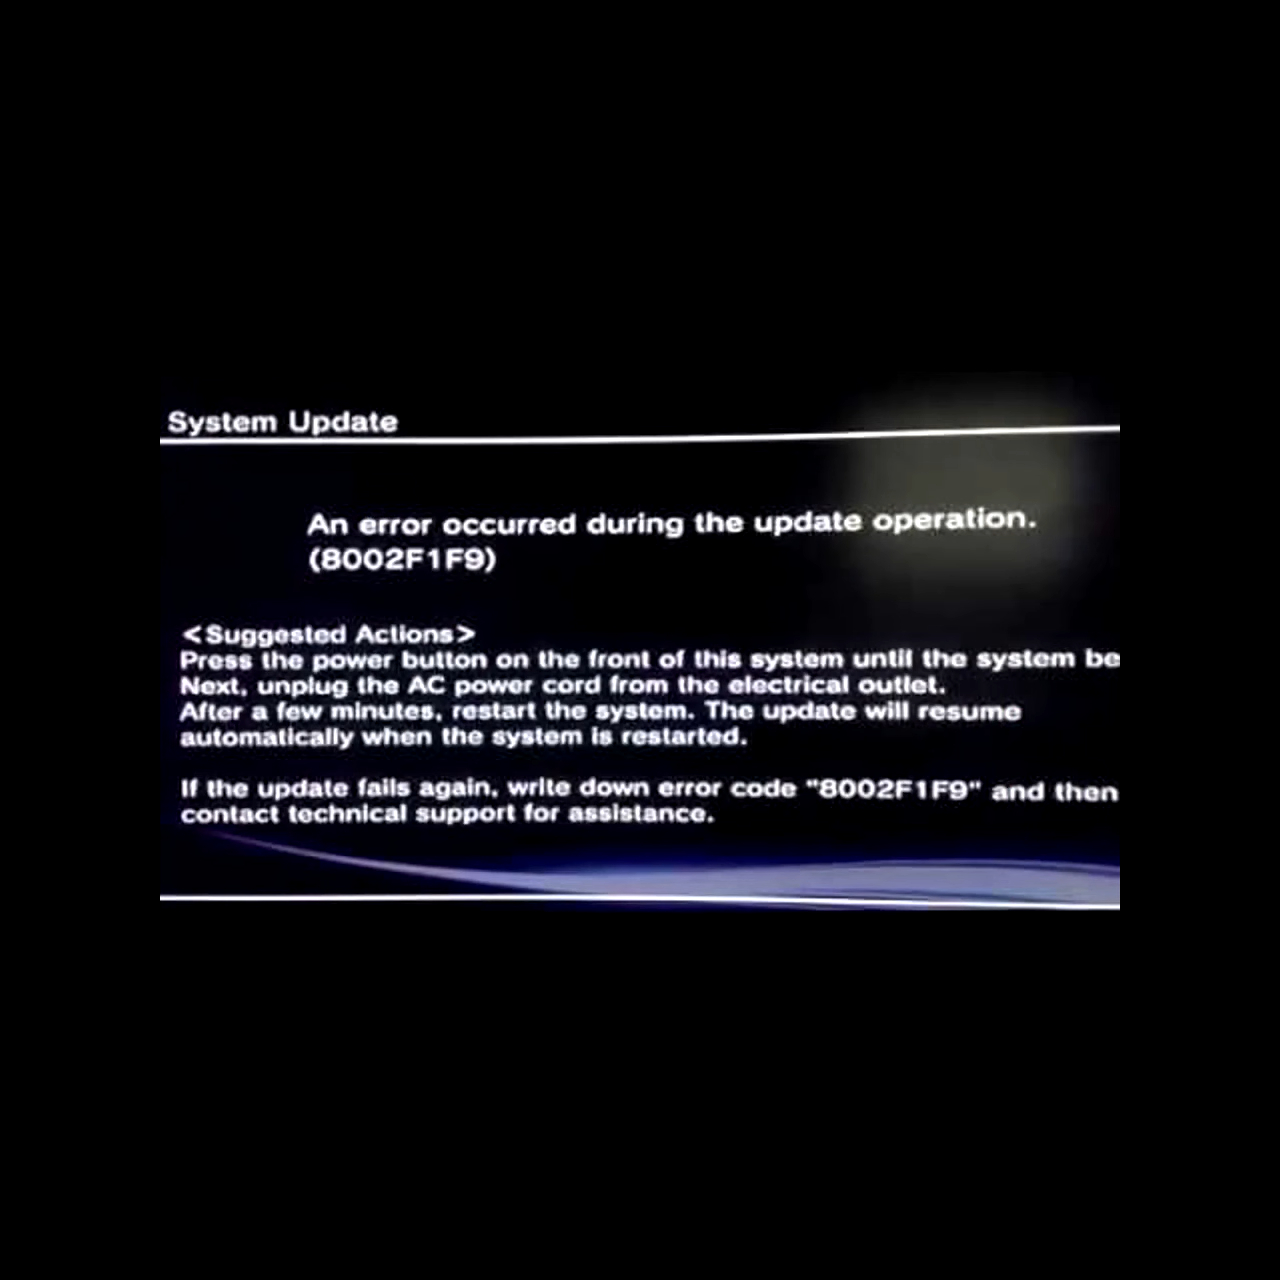 System Update
An error occurred during the update operation.
(8002F1F9)
<Suggested Actions>
Press the power button on the front of this system until the system be
Next, unplug the AC power cord from the electrical outlet.
After a few minutes, restart the system. The update will resume
automatically when the system is restarted.
If the update fails again, write down error code "8002F1F9" and then
contact technical support for assistance.